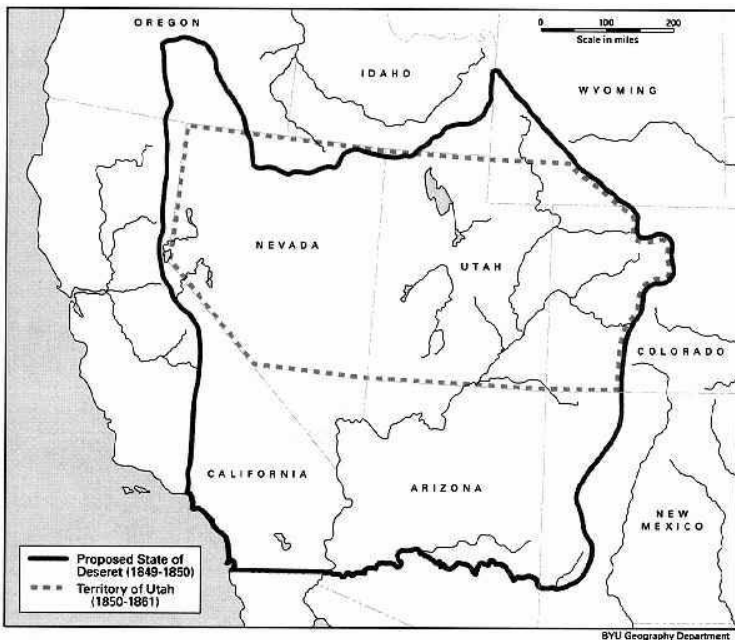 OREGON
0 100 200
Scale in miles
IDAHO
WYOMING
NEVADA
UTAH
COLORADO
CALIFORNIA
ARIZONA
NEW
MEXICO
Proposed State of
Deseret (1849-1850)
Territory of Utah
(1850-1861)
BYU Geography Department